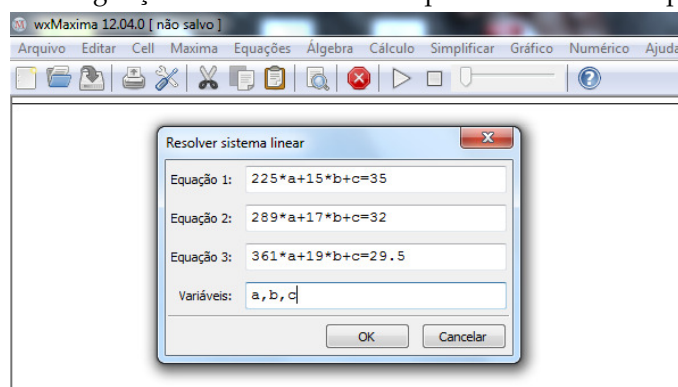 wxMaxima 12.04.0 [ não salvo ]
Arquivo Editar Cell Maxima Equações Álgebra Cálculo Simplificar Gráfico Numérico Ajuda
Resolver sistema linear
Equação 1: 225*a+15*b+c=35
Equação 2: 289*a+17*b+c=32
Equação 3: 361*a+19*b+c=29.5
Variáveis: a,b,c
OK Cancelar